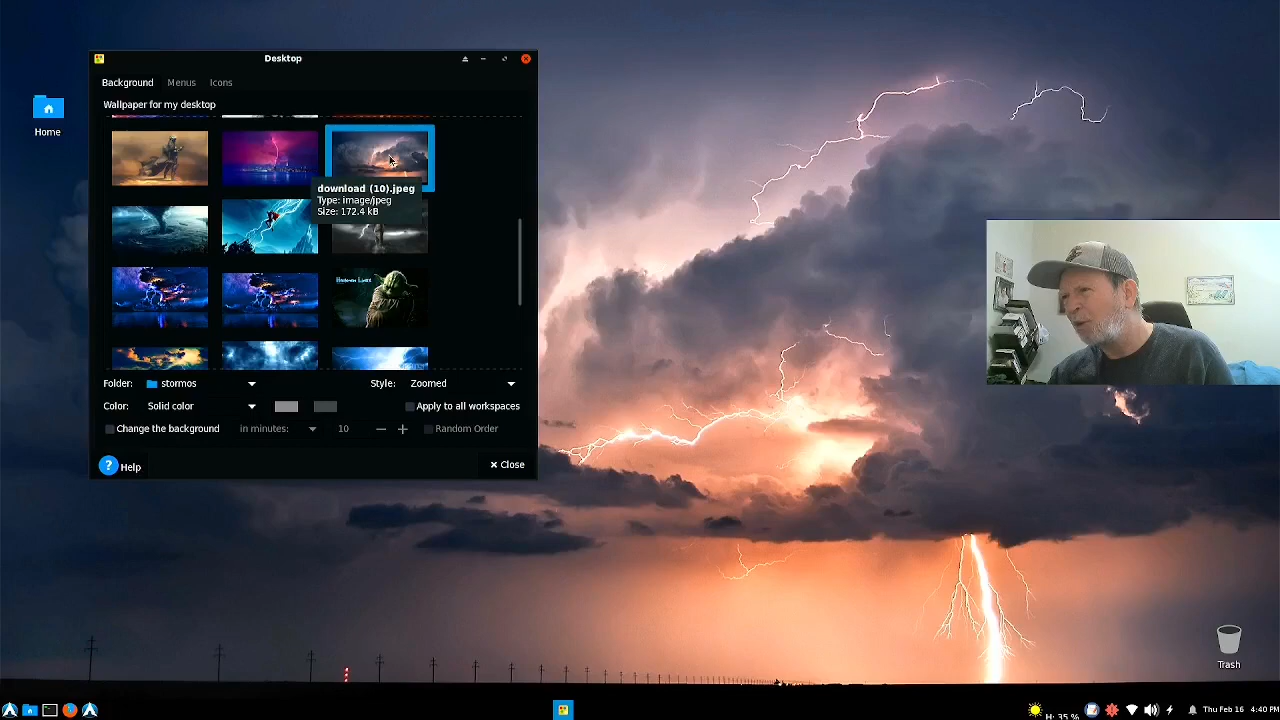 Desktop
Background Menus Icons
Wallpaper for my desktop
Home
download (10).jpeg
Type: image/jpeg
Size: 172.4 kB
Folder: stormos Style: Zoomed
Color: Solid color Apply to all workspaces
Change the background in minutes: 10 Random Order
? Help Close
Trash
H: 35 % Thu Feb 16 4:40 PM